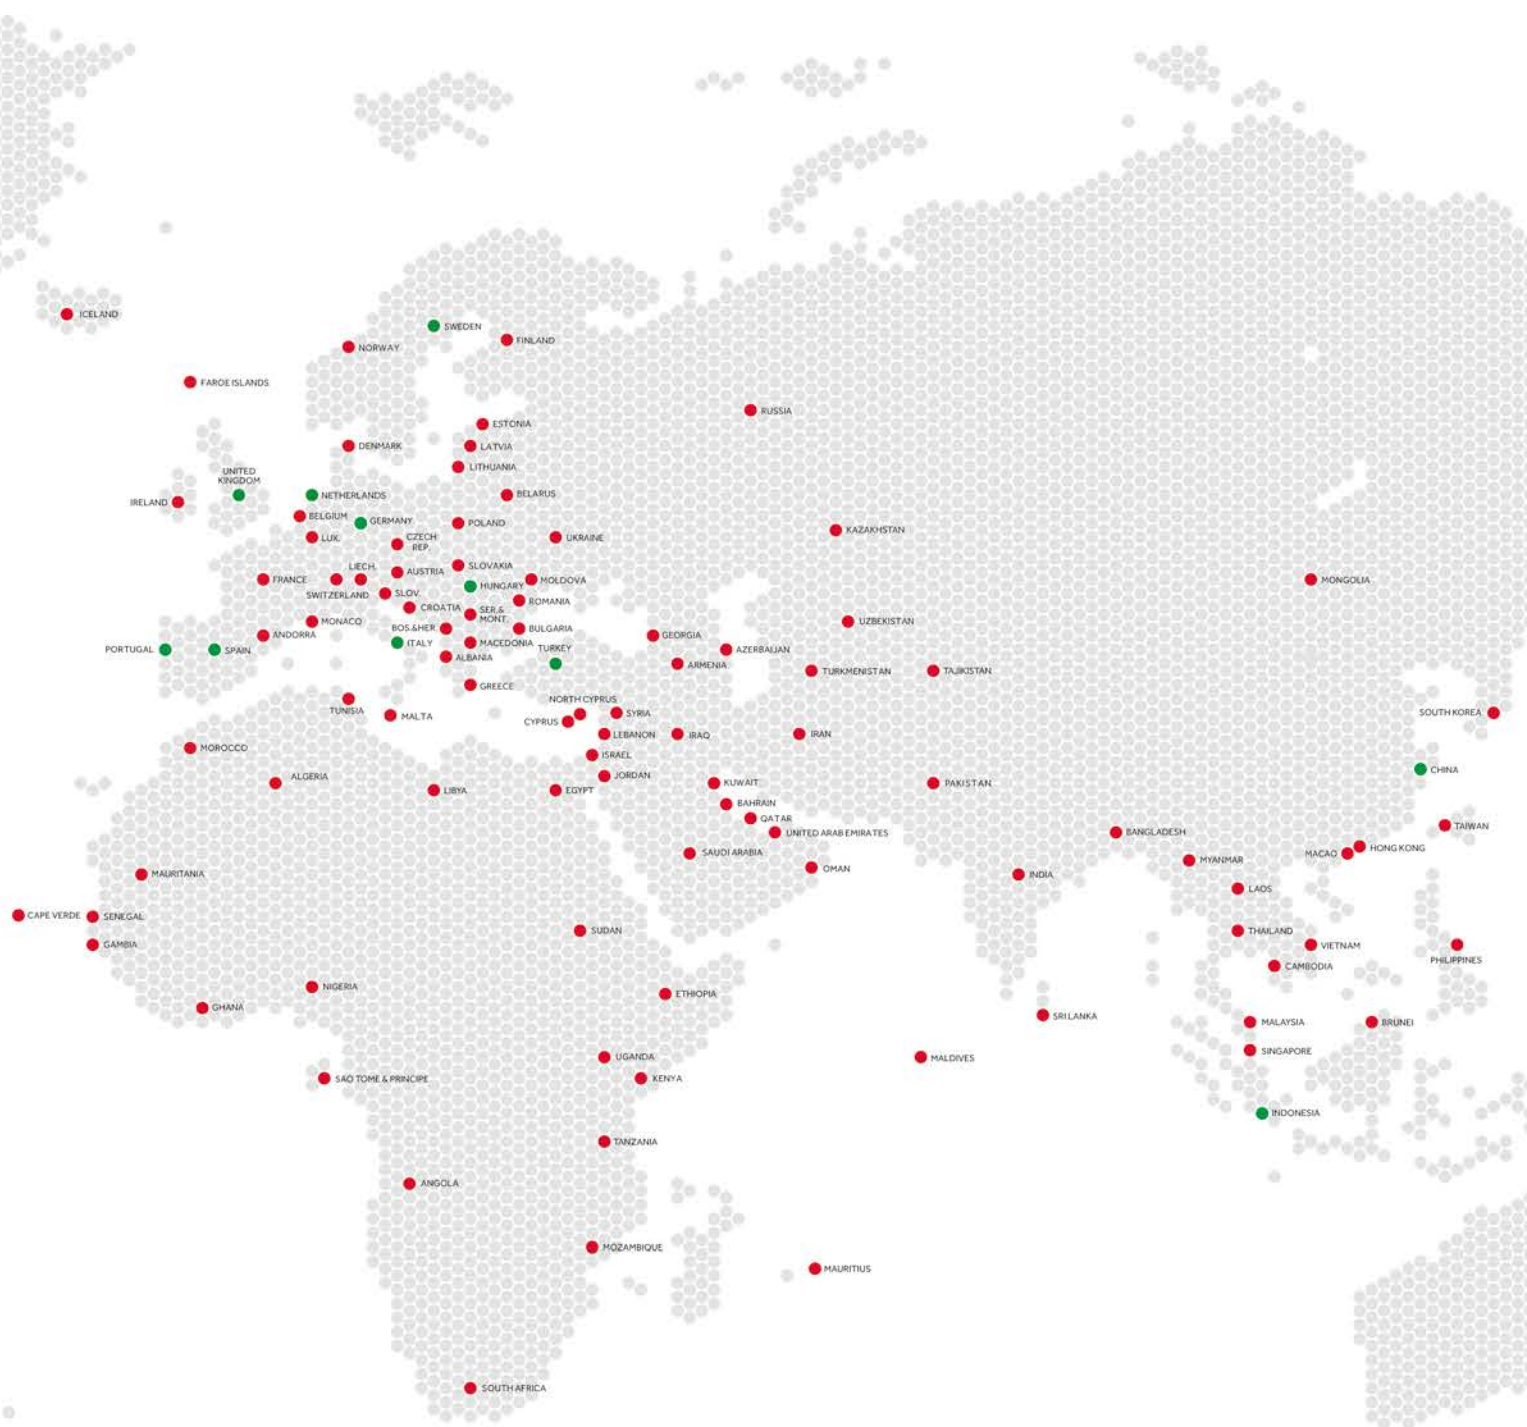 ICELAND
SWEDEN
FINLAND
NORWAY
FAROE ISLANDS
RUSSIA
ESTONIA
DENMARK
LATVIA
LITHUANIA
UNITED
KINGDOM
NETHERLANDS
BELARUS
IRELAND
BELGIUM
GERMANY
POLAND
KAZAKHSTAN
LUX.
CZECH
REP.
UKRAINE
LIECH.
SLOVAKIA
AUSTRIA
FRANCE
HUNGARY
MOLDOVA
MONGOLIA
SWITZERLAND
SLOV.
ROMANIA
CROATIA
SER.&
MONT.
MONACO
BOS.&HER.
BULGARIA
UZBEKISTAN
ANDORRA
GEORGIA
ITALY
MACEDONIA
TURKEY
AZERBAIJAN
PORTUGAL
SPAIN
ALBANIA
ARMENIA
TURKMENISTAN
TAJIKISTAN
GREECE
NORTH CYPRUS
TUNISIA
MALTA
CYPRUS
SYRIA
SOUTH KOREA
LEBANON
IRAQ
IRAN
MOROCCO
ISRAEL
CHINA
ALGERIA
JORDAN
LIBYA
EGYPT
KUWAIT
PAKISTAN
BAHRAIN
QATAR
UNITED ARAB EMIRATES
BANGLADESH
TAIWAN
SAUDI ARABIA
MACAO
HONG KONG
OMAN
MYANMAR
MAURITANIA
INDIA
LAOS
CAPE VERDE
SENEGAL
SUDAN
THAILAND
GAMBIA
VIETNAM
PHILIPPINES
CAMBODIA
NIGERIA
ETHIOPIA
GHANA
SRI LANKA
MALAYSIA
BRUNEI
SINGAPORE
UGANDA
MALDIVES
SAO TOME & PRINCIPE
KENYA
INDONESIA
TANZANIA
ANGOLA
MOZAMBIQUE
MAURITIUS
SOUTH AFRICA